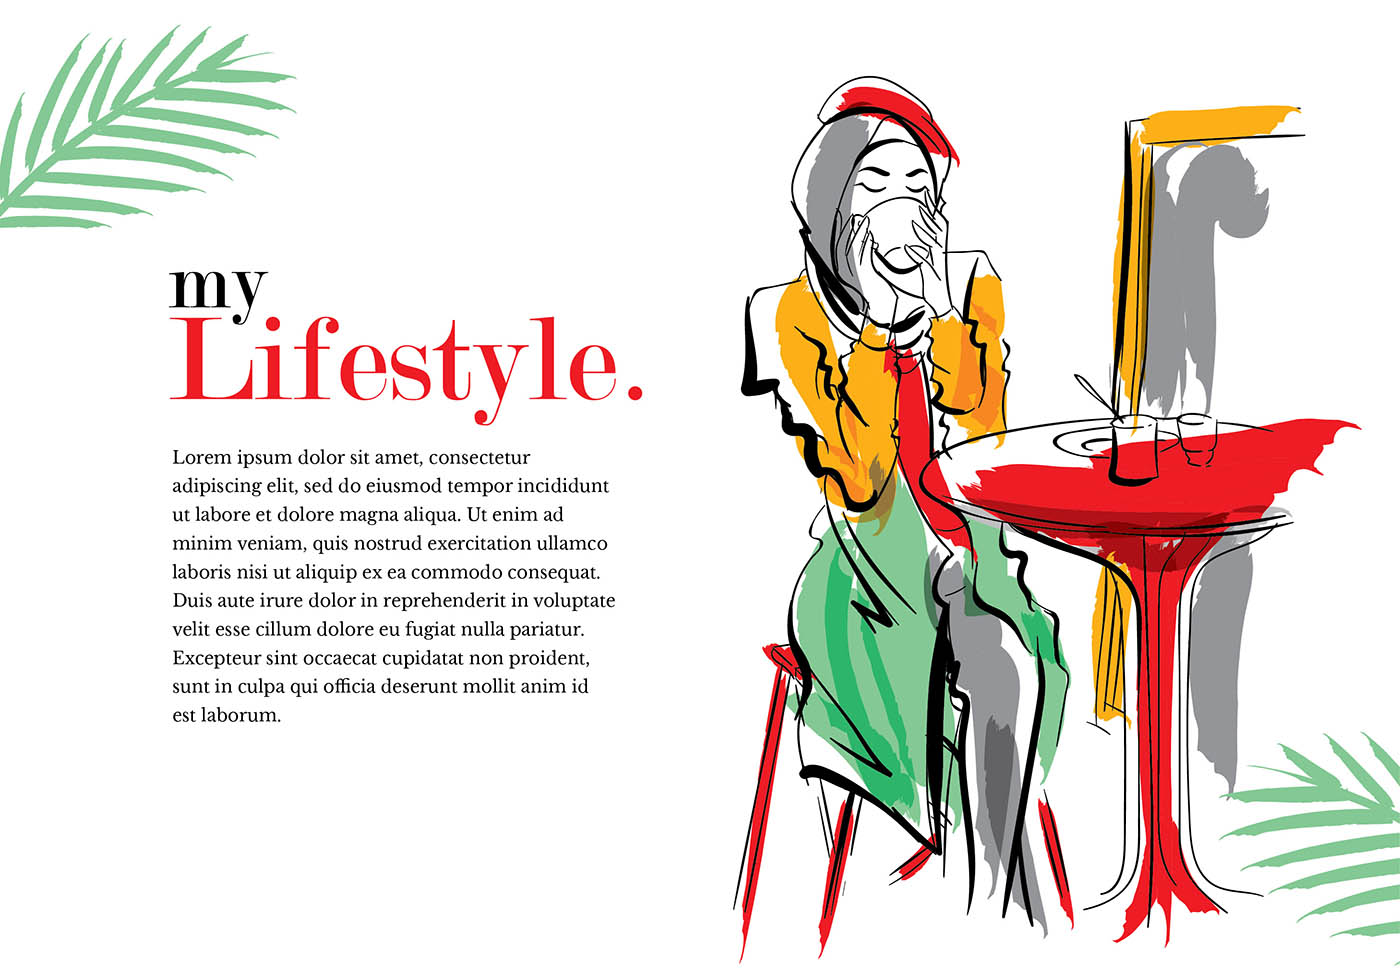 my
Lifestyle.
Lorem ipsum dolor sit amet, consectetur
adipiscing elit, sed do eiusmod tempor incididunt
ut labore et dolore magna aliqua. Ut enim ad
minim veniam, quis nostrud exercitation ullamco
laboris nisi ut aliquip ex ea commodo consequat.
Duis aute irure dolor in reprehenderit in voluptate
velit esse cillum dolore eu fugiat nulla pariatur.
Excepteur sint occaecat cupidatat non proident,
sunt in culpa qui officia deserunt mollit anim id
est laborum.